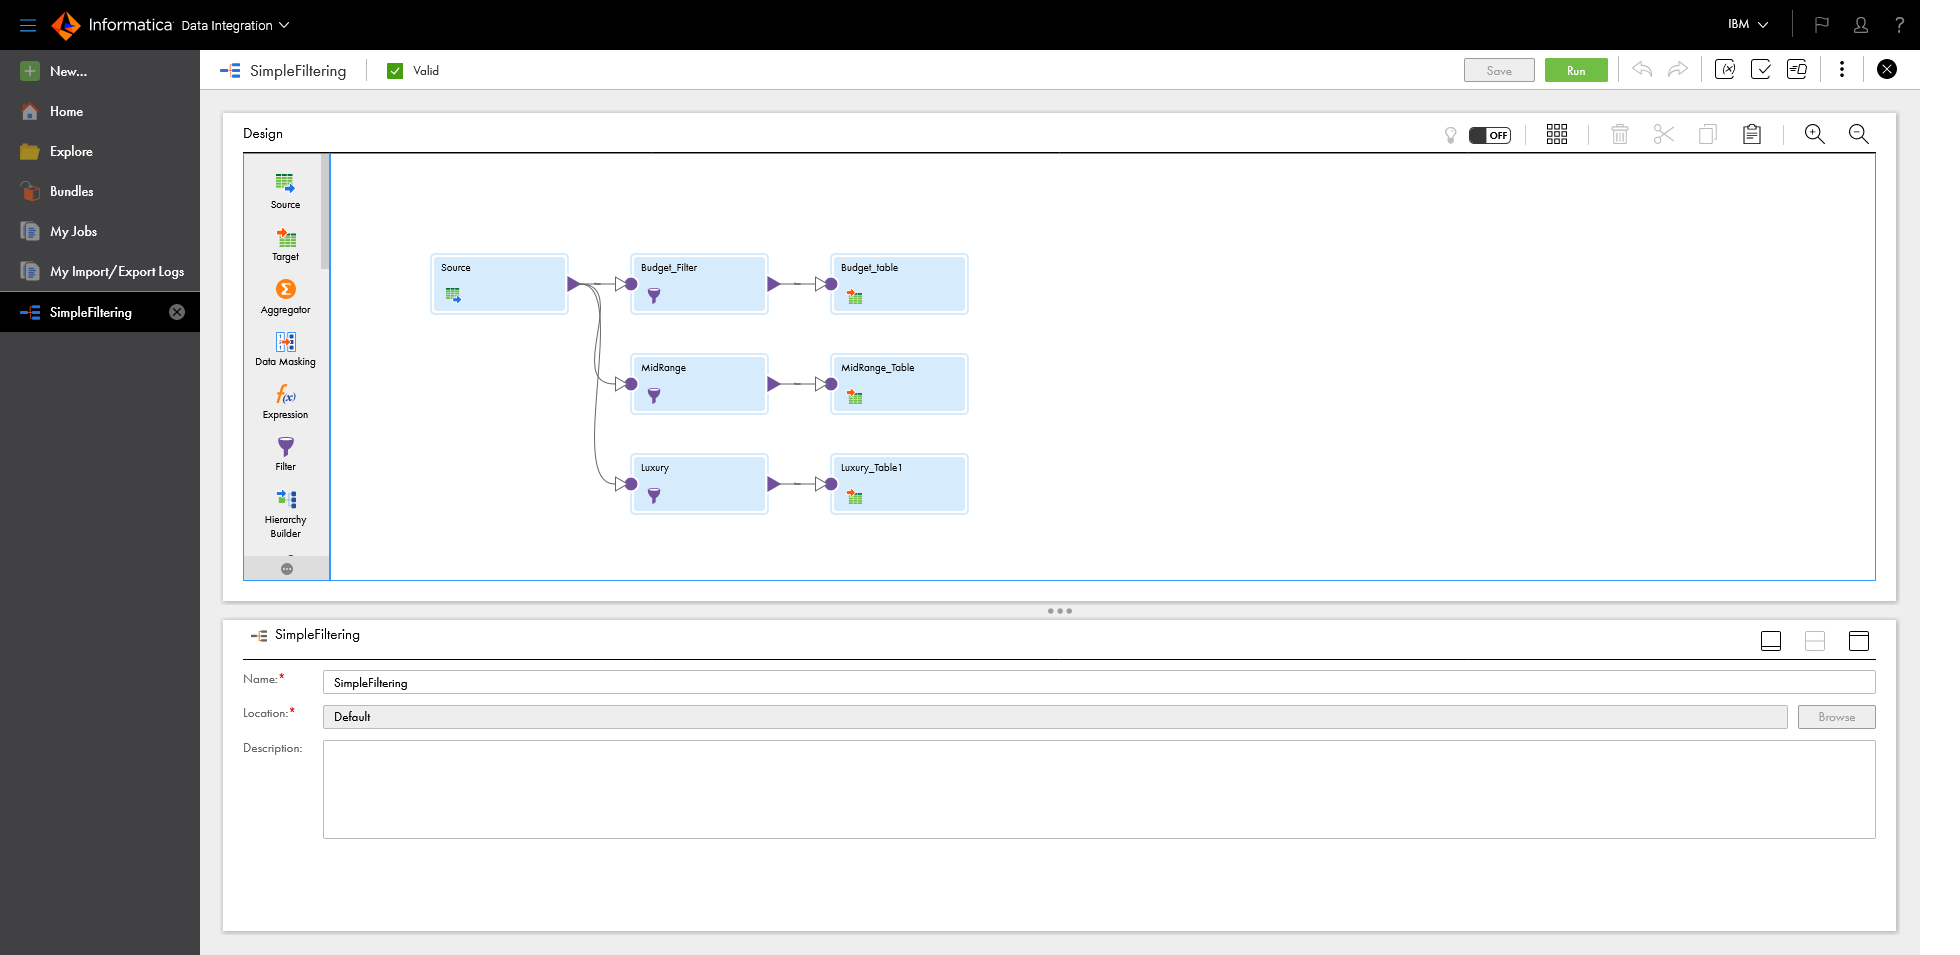 Informatica Data Integration
IBM
?
New...
Home
Explore
Bundles
My Jobs
My Import/Export Logs
SimpleFiltering
SimpleFiltering
Valid
Save
Run
(x)
Design
OFF
Source
Target
Σ
Aggregator
Data Masking
f(x)
Expression
Filter
Hierarchy
Builder
Source
Budget_Filter
Budget_table
MidRange
MidRange_Table
Luxury
Luxury_Table1
SimpleFiltering
Name:*
SimpleFiltering
Location:*
Default
Browse
Description: